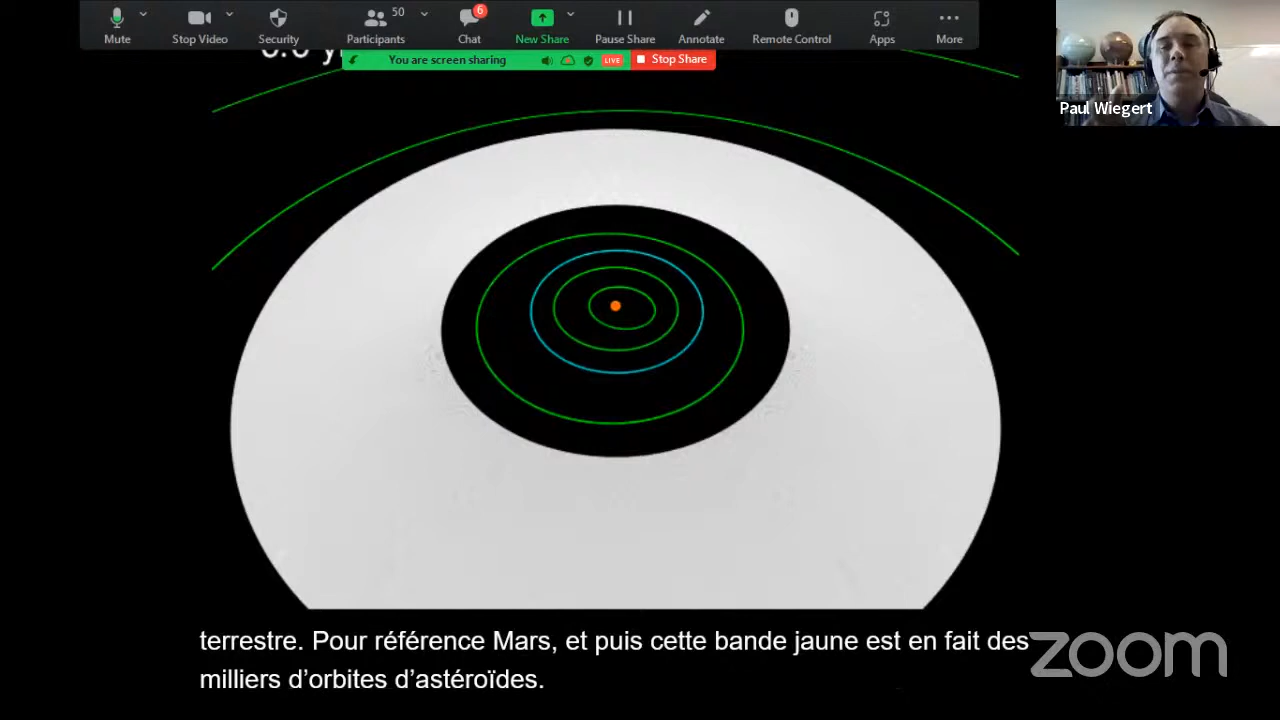 50
6
Mute
Stop Video
Security
Participants
Chat
New Share
Pause Share
Annotate
Remote Control
Apps
More
You are screen sharing
LIVE
Stop Share
Paul Wiegert
terrestre. Pour référence Mars, et puis cette bande jaune est en fait des
milliers d’orbites d’astéroïdes.
zoom